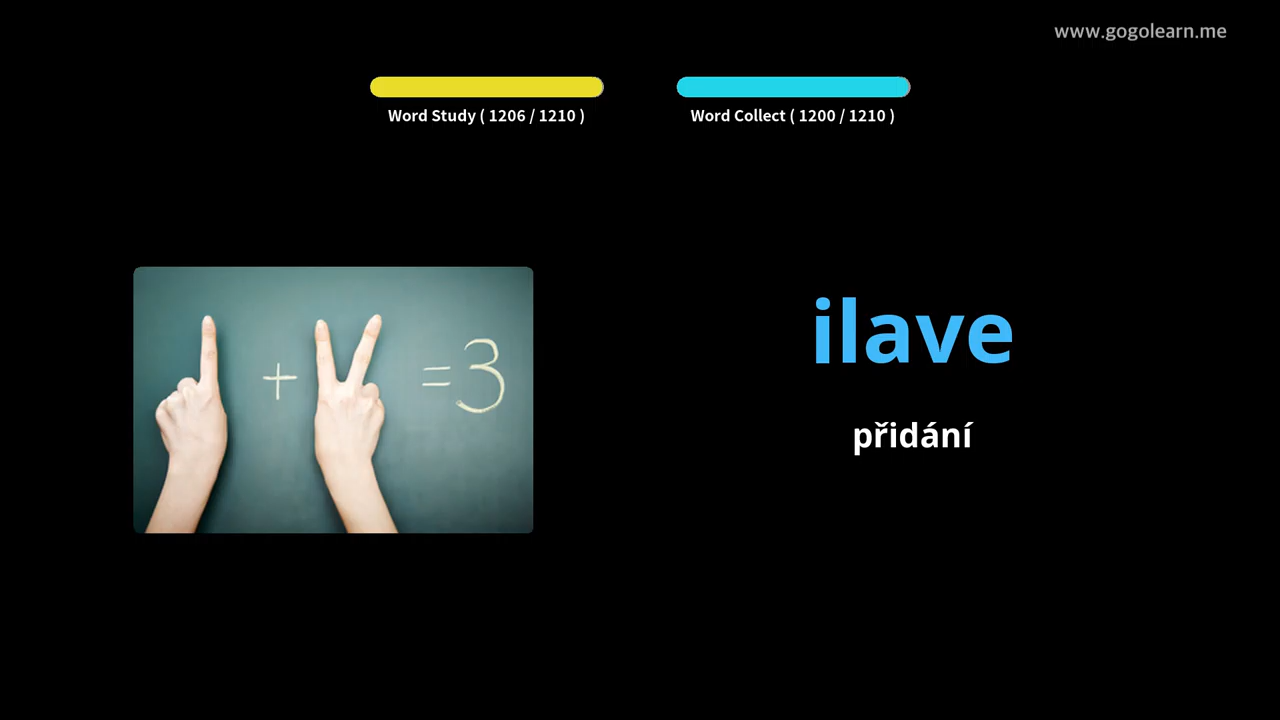 www.gogolearn.me
Word Study ( 1206 / 1210 )
Word Collect ( 1200 / 1210 )
ilave
+ = 3
přidání